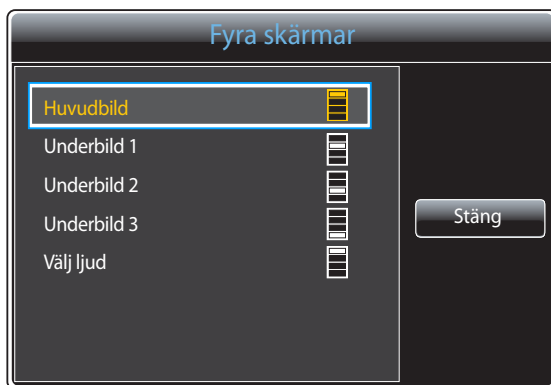 Fyra skärmar
Huvudbild
Underbild 1
Underbild 2
Underbild 3
Välj ljud
Stäng